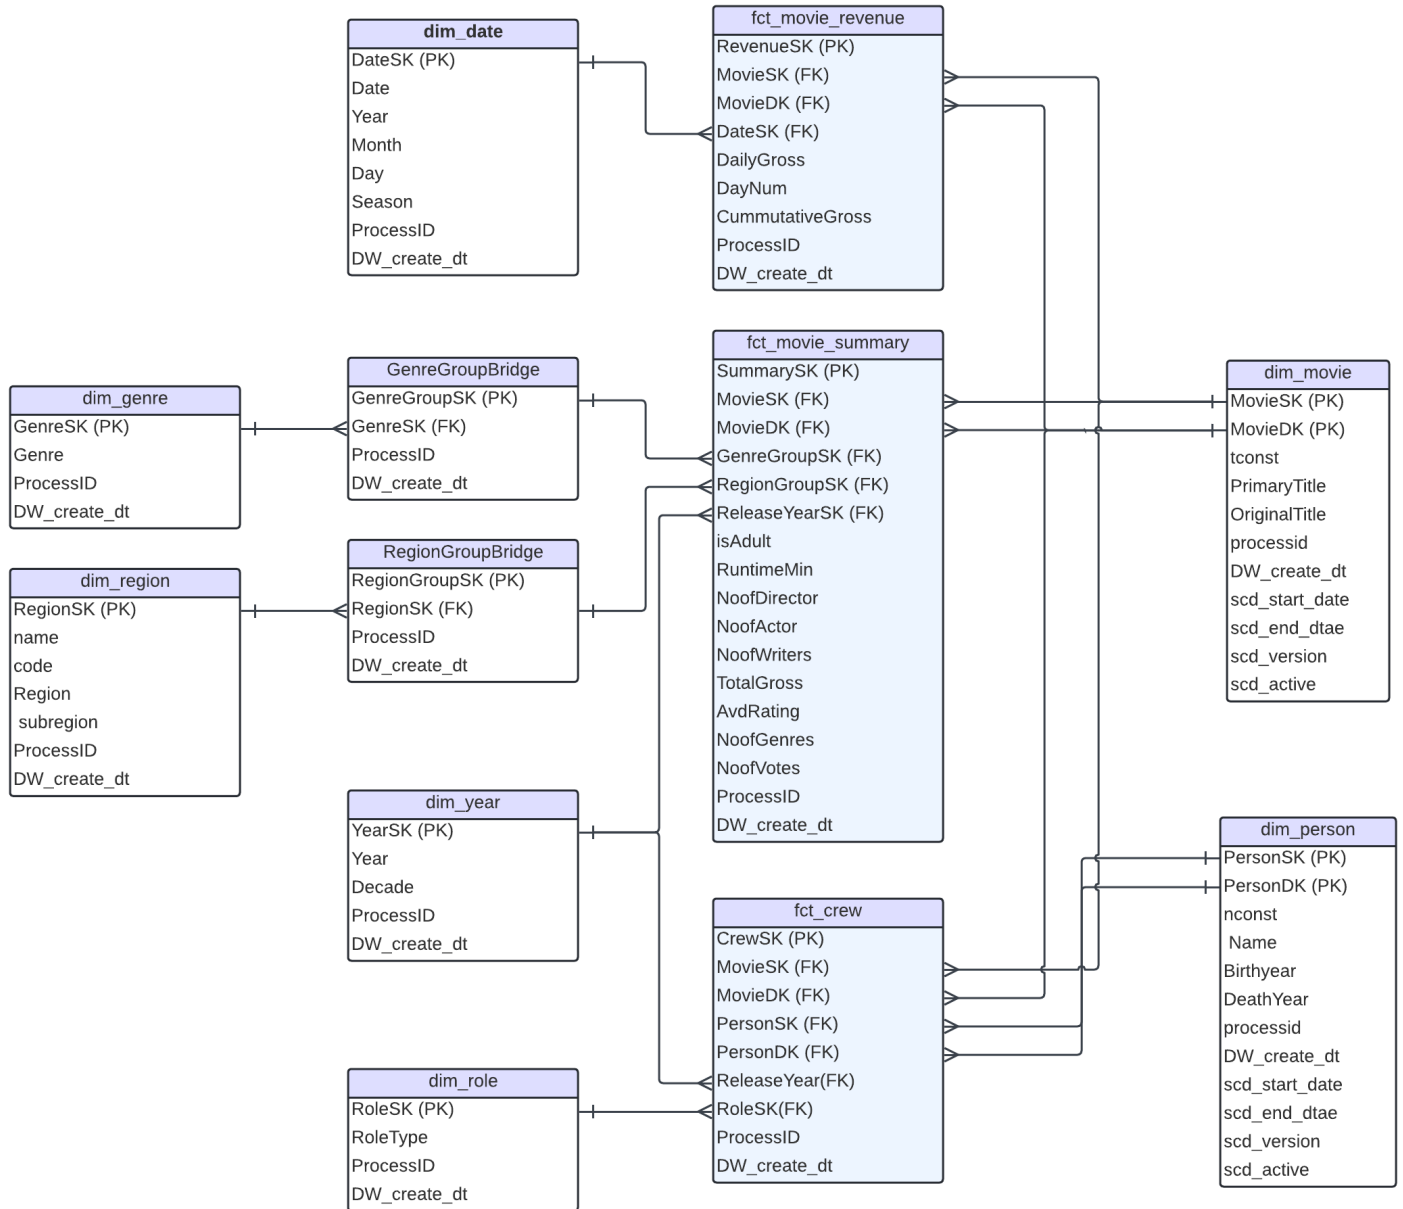 dim_date
DateSK (PK)
Date
Year
Month
Day
Season
ProcessID
DW_create_dt
fct_movie_revenue
RevenueSK (PK)
MovieSK (FK)
MovieDK (FK)
DateSK (FK)
DailyGross
DayNum
CummutativeGross
ProcessID
DW_create_dt
dim_genre
GenreSK (PK)
Genre
ProcessID
DW_create_dt
GenreGroupBridge
GenreGroupSK (PK)
GenreSK (FK)
ProcessID
DW_create_dt
fct_movie_summary
SummarySK (PK)
MovieSK (FK)
MovieDK (FK)
GenreGroupSK (FK)
RegionGroupSK (FK)
ReleaseYearSK (FK)
isAdult
RuntimeMin
NoofDirector
NoofActor
NoofWriters
TotalGross
AvdRating
NoofGenres
NoofVotes
ProcessID
DW_create_dt
dim_movie
MovieSK (PK)
MovieDK (PK)
tconst
PrimaryTitle
OriginalTitle
processid
DW_create_dt
scd_start_date
scd_end_dtae
scd_version
scd_active
dim_region
RegionSK (PK)
name
code
Region
subregion
ProcessID
DW_create_dt
RegionGroupBridge
RegionGroupSK (PK)
RegionSK (FK)
ProcessID
DW_create_dt
dim_year
YearSK (PK)
Year
Decade
ProcessID
DW_create_dt
fct_crew
CrewSK (PK)
MovieSK (FK)
MovieDK (FK)
PersonSK (FK)
PersonDK (FK)
ReleaseYear(FK)
RoleSK(FK)
ProcessID
DW_create_dt
dim_person
PersonSK (PK)
PersonDK (PK)
nconst
Name
Birthyear
DeathYear
processid
DW_create_dt
scd_start_date
scd_end_dtae
scd_version
scd_active
dim_role
RoleSK (PK)
RoleType
ProcessID
DW_create_dt